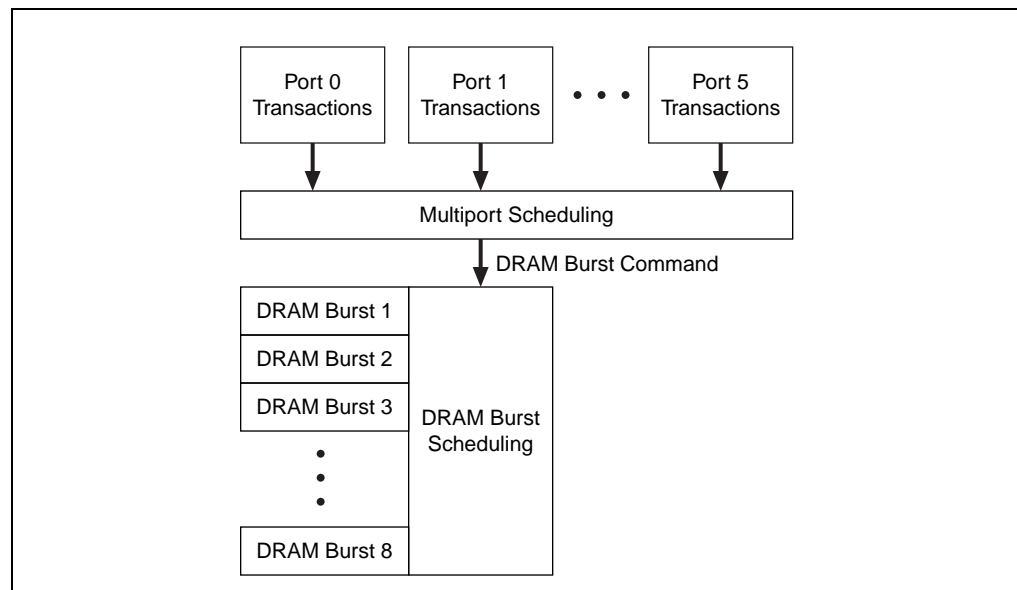 Port 0
Transactions
Port 1
Transactions
Port 5
Transactions
Multiport Scheduling
DRAM Burst Command
DRAM Burst 1
DRAM Burst 2
DRAM Burst 3
DRAM Burst
Scheduling
DRAM Burst 8